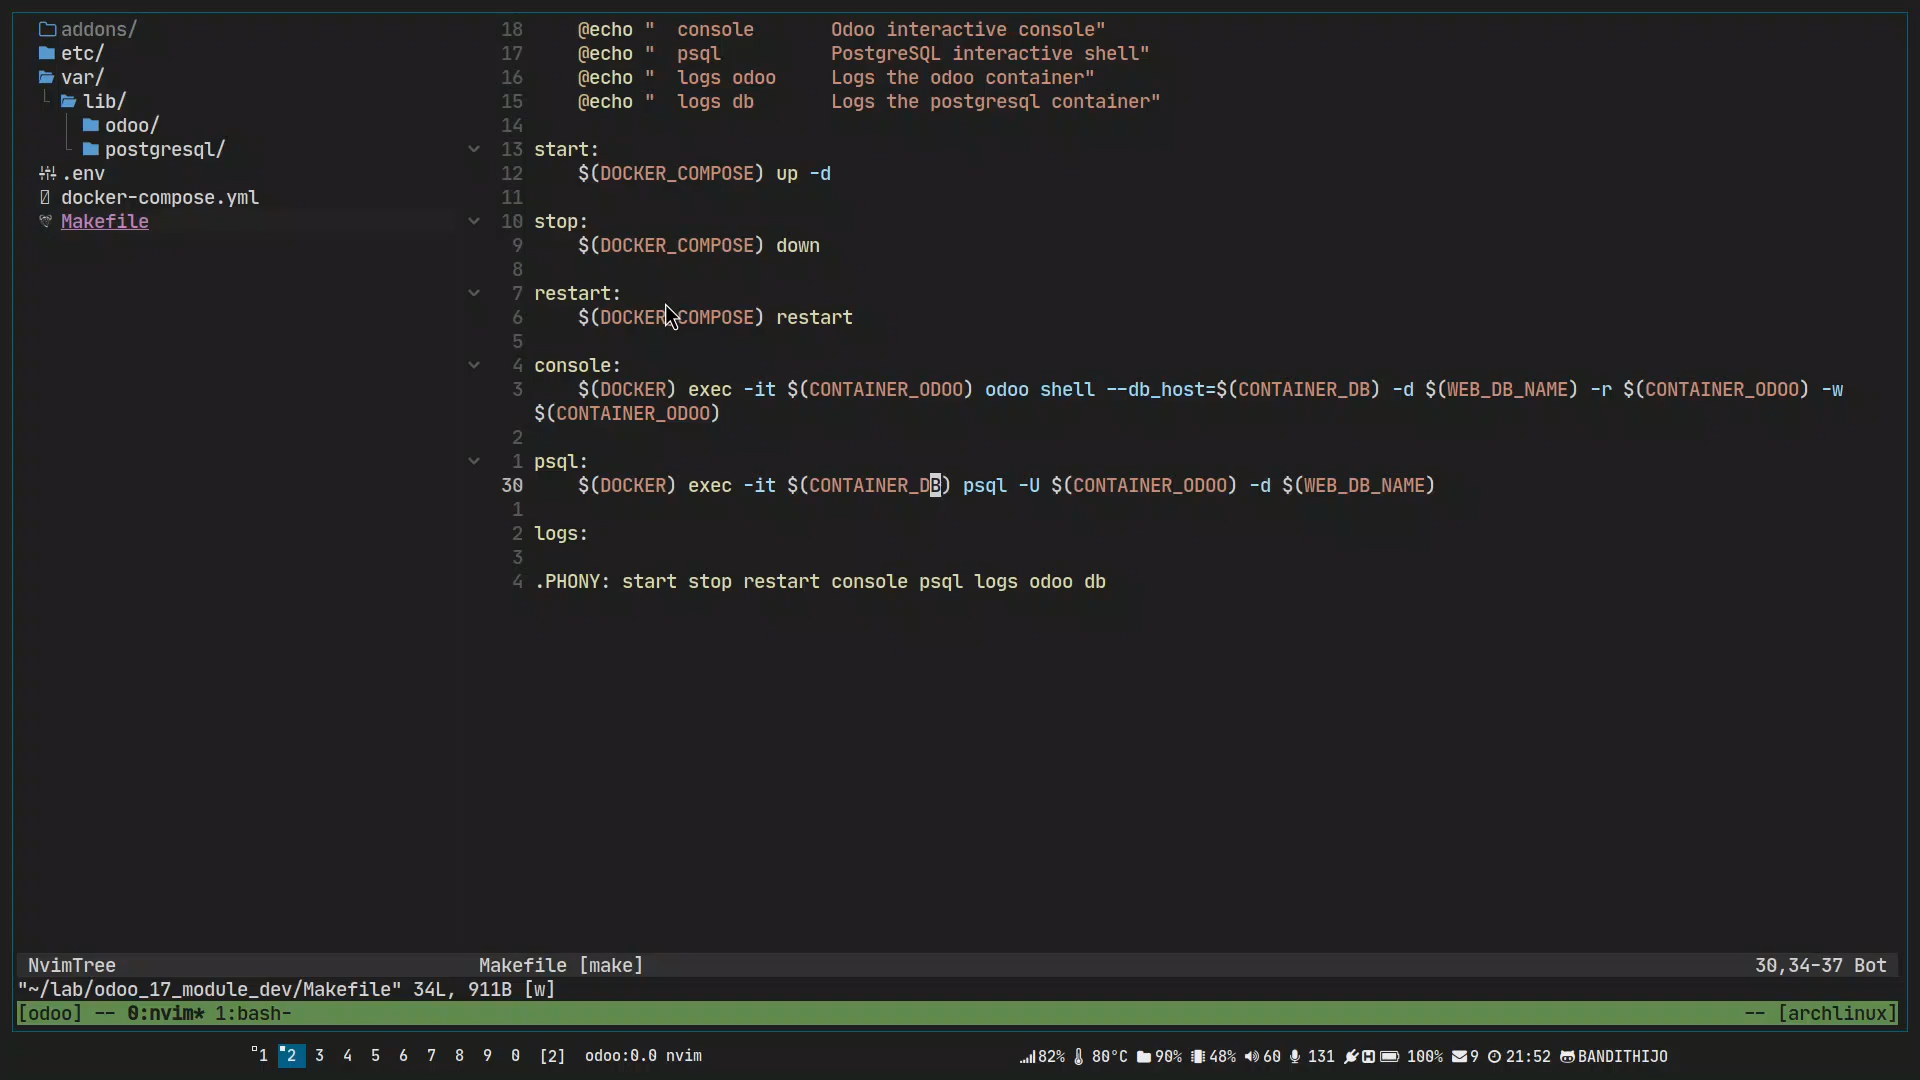 addons/
etc/
var/
lib/
odoo/
postgresql/
.env
docker-compose.yml
Makefile
18 @echo "  console       Odoo interactive console"
17 @echo "  psql          PostgreSQL interactive shell"
16 @echo "  logs odoo     Logs the odoo container"
15 @echo "  logs db       Logs the postgresql container"
14
13 start:
12 $(DOCKER_COMPOSE) up -d
11
10 stop:
9 $(DOCKER_COMPOSE) down
8
7 restart:
6 $(DOCKER_COMPOSE) restart
5
4 console:
3 $(DOCKER) exec -it $(CONTAINER_ODOO) odoo shell --db_host=$(CONTAINER_DB) -d $(WEB_DB_NAME) -r $(CONTAINER_ODOO) -w
$(CONTAINER_ODOO)
2
1 psql:
30 $(DOCKER) exec -it $(CONTAINER_DB) psql -U $(CONTAINER_ODOO) -d $(WEB_DB_NAME)
1
2 logs:
3
4 .PHONY: start stop restart console psql logs odoo db
NvimTree Makefile [make] 30,34-37 Bot
"~/lab/odoo_17_module_dev/Makefile" 34L, 911B [w]
[odoo] -- 0:nvim* 1:bash- -- [archlinux]
1 2 3 4 5 6 7 8 9 0 [2] odoo:0.0 nvim 82% 80°C 90% 48% 60 131 H 100% 9 21:52 BANDITHIJO